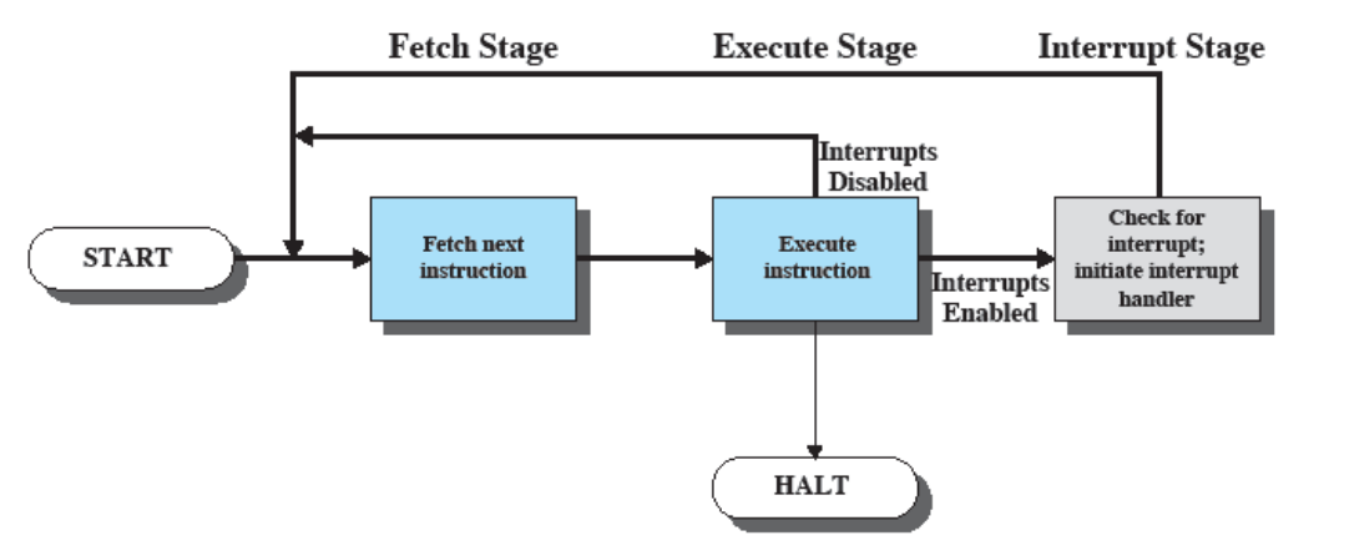 Fetch Stage
Execute Stage
Interrupt Stage
Interrupts
Disabled
START
Fetch next
instruction
Execute
instruction
Interrupts
Enabled
Check for
interrupt;
initiate interrupt
handler
HALT